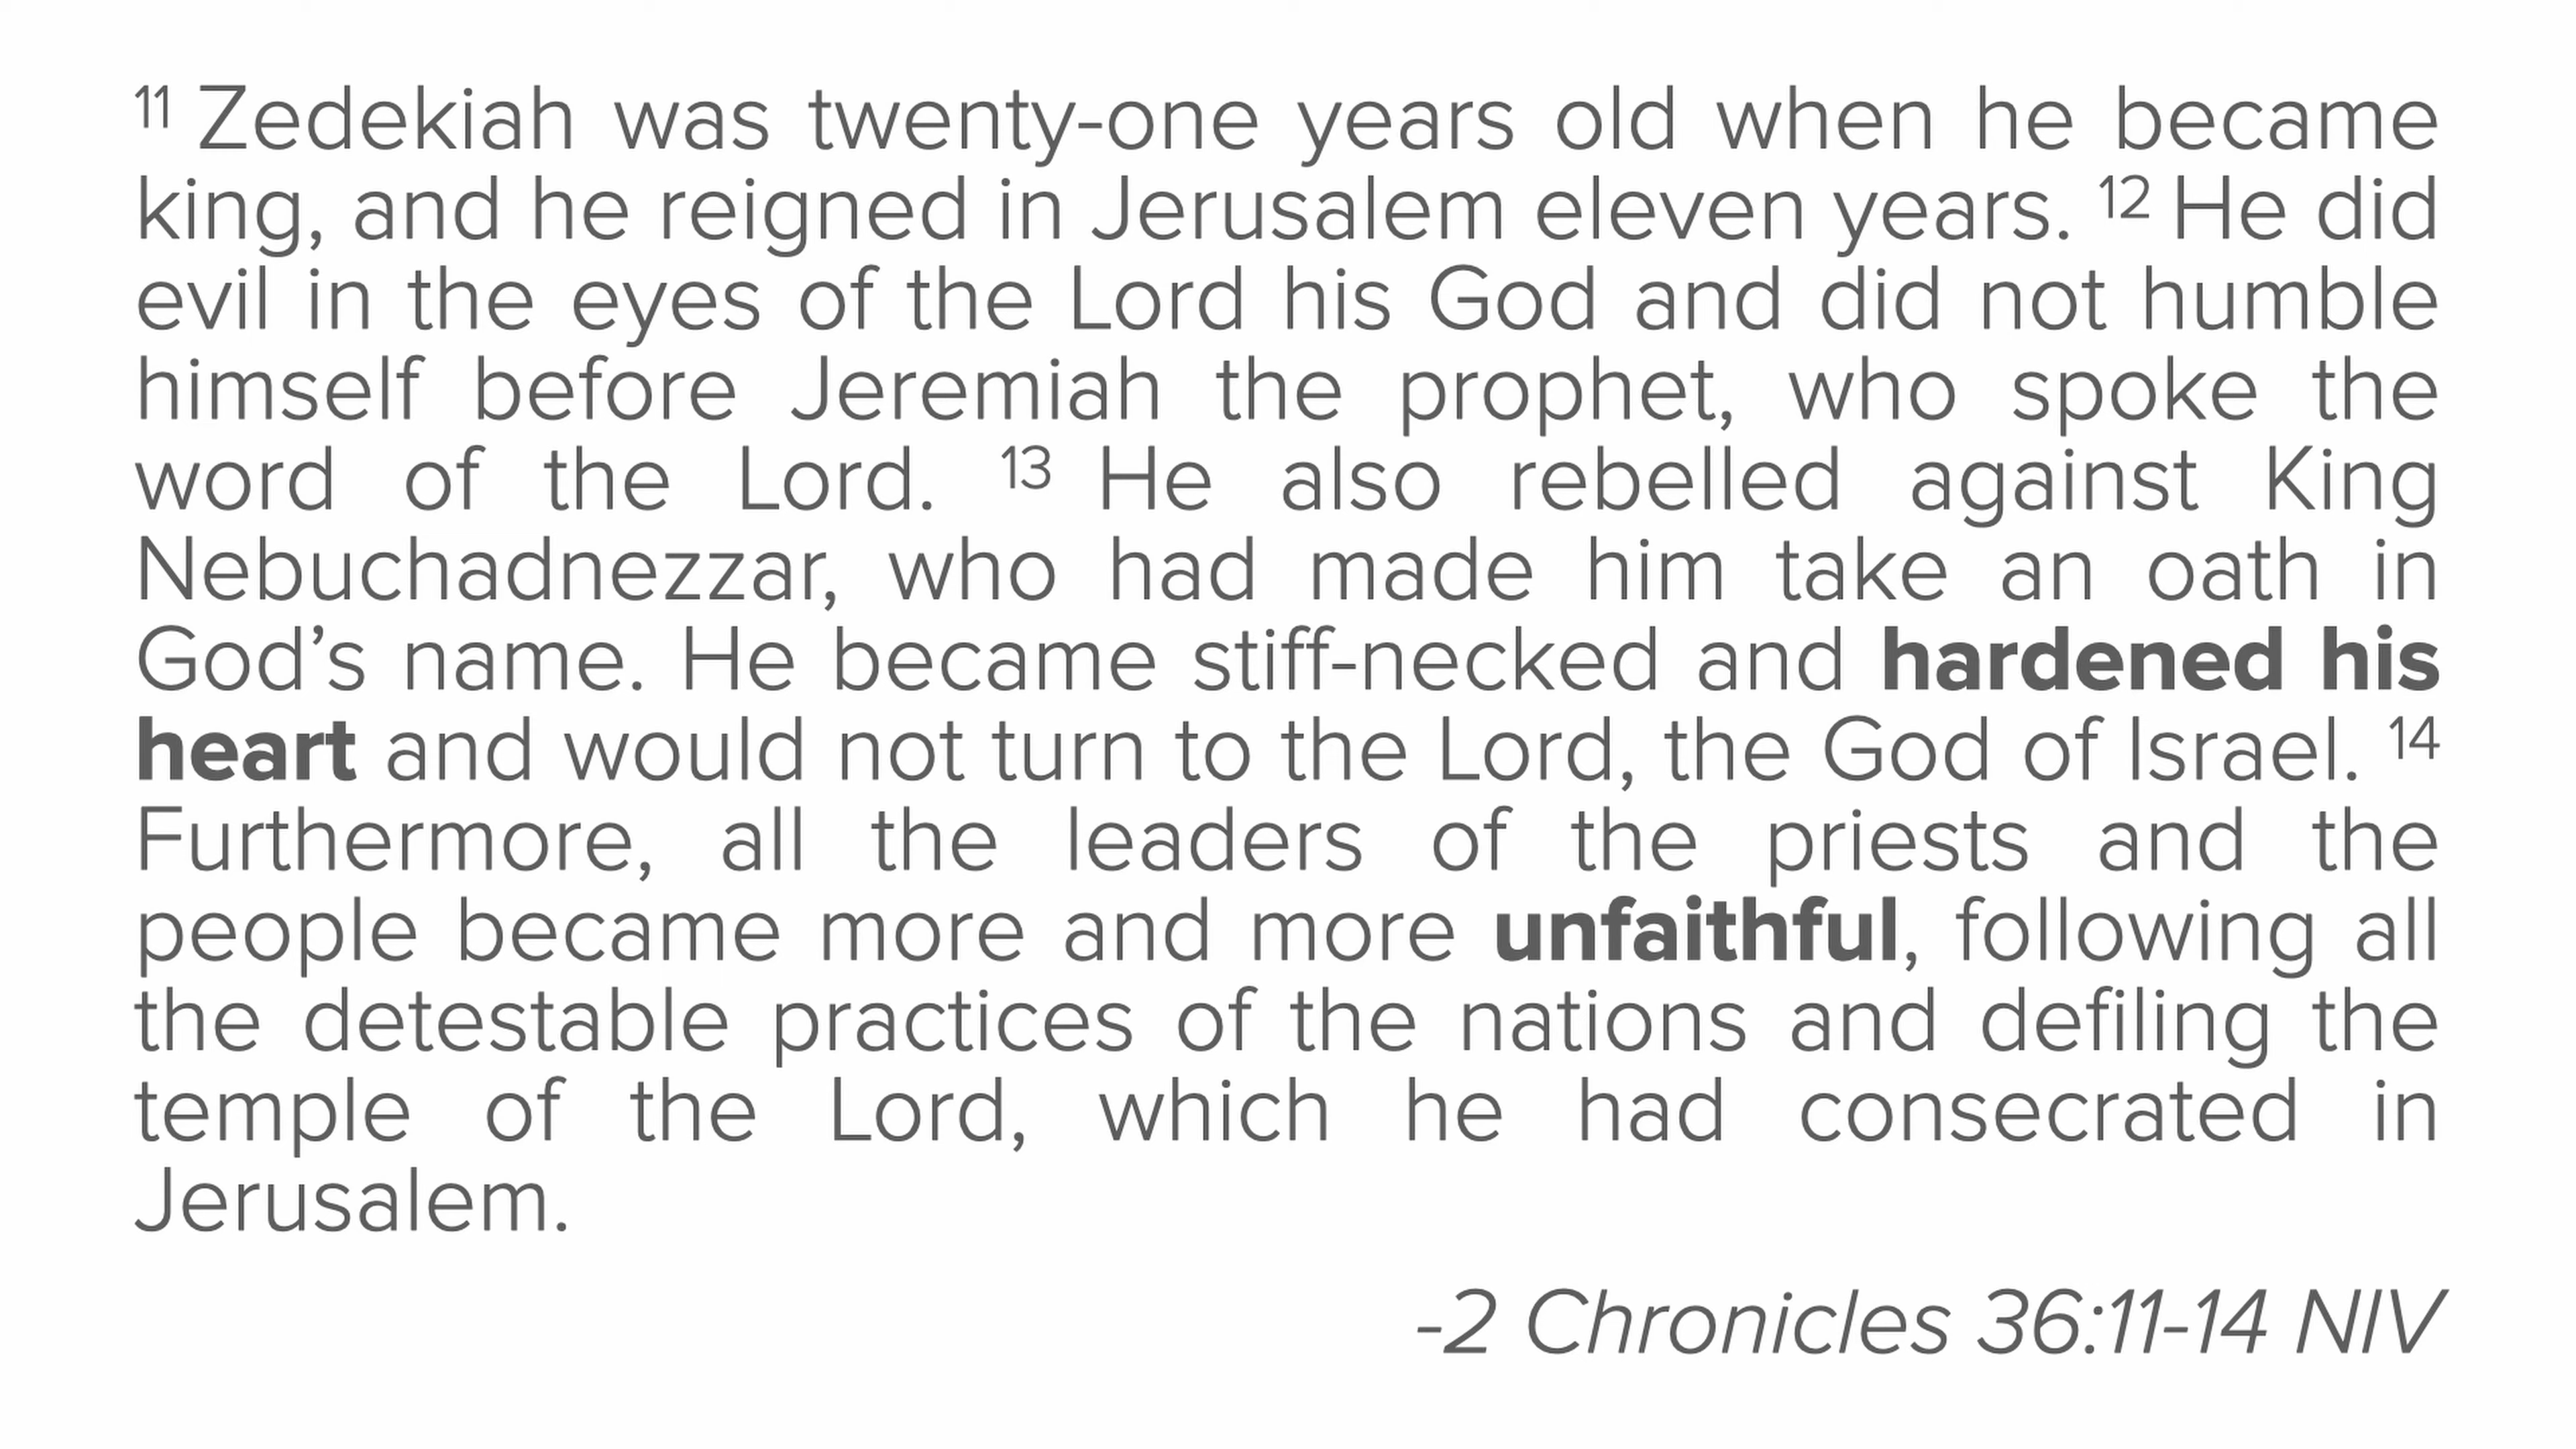 11 Zedekiah was twenty-one years old when he became
king, and he reigned in Jerusalem eleven years. 12 He did
evil in the eyes of the Lord his God and did not humble
himself before Jeremiah the prophet, who spoke the
word of the Lord. 13 He also rebelled against King
Nebuchadnezzar, who had made him take an oath in
God’s name. He became stiff-necked and hardened his
heart and would not turn to the Lord, the God of Israel. 14
Furthermore, all the leaders of the priests and the
people became more and more unfaithful, following all
the detestable practices of the nations and defiling the
temple of the Lord, which he had consecrated in
Jerusalem.
-2 Chronicles 36:11-14 NIV